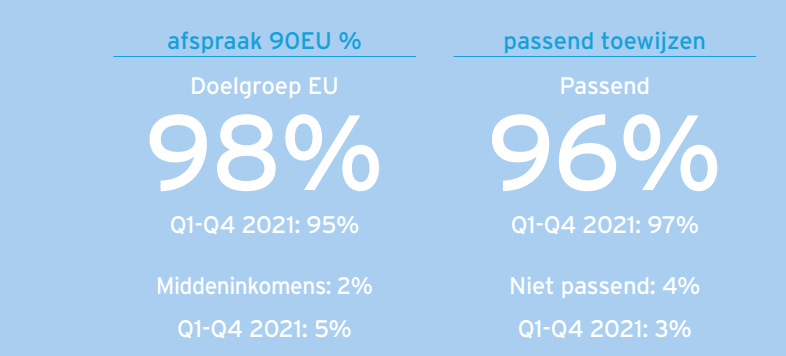 afspraak 90EU %
Doelgroep EU
98%
Q1-Q4 2021: 95%
Middeninkomens: 2%
Q1-Q4 2021: 5%
passend toewijzen
Passend
96%
Q1-Q4 2021: 97%
Niet passend: 4%
Q1-Q4 2021: 3%